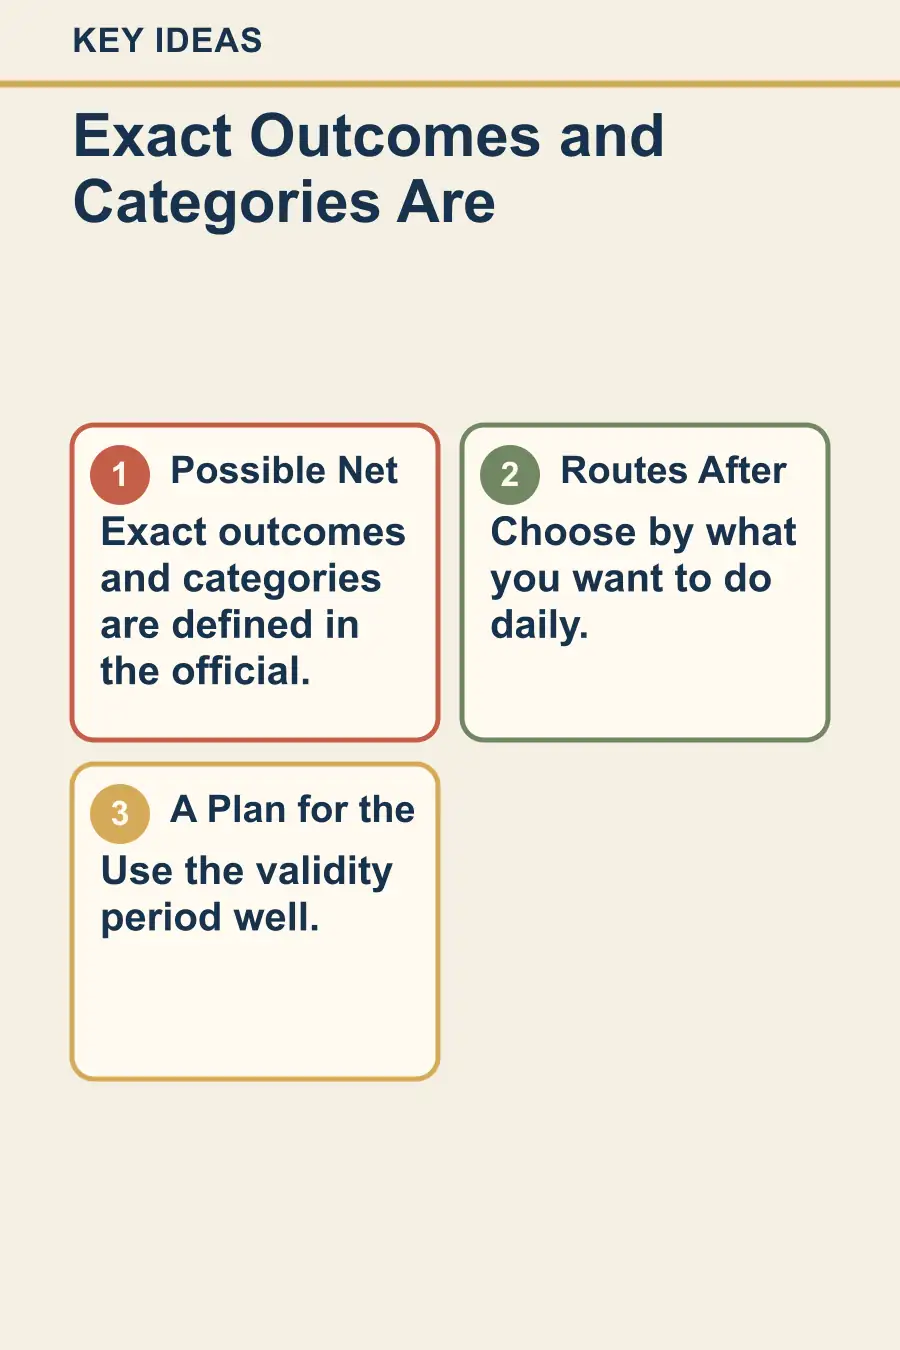 KEY IDEAS
Exact Outcomes and
Categories Are
1 Possible Net
Exact outcomes
and categories
are defined in
the official.
2 Routes After
Choose by what
you want to do
daily.
3 A Plan for the
Use the validity
period well.